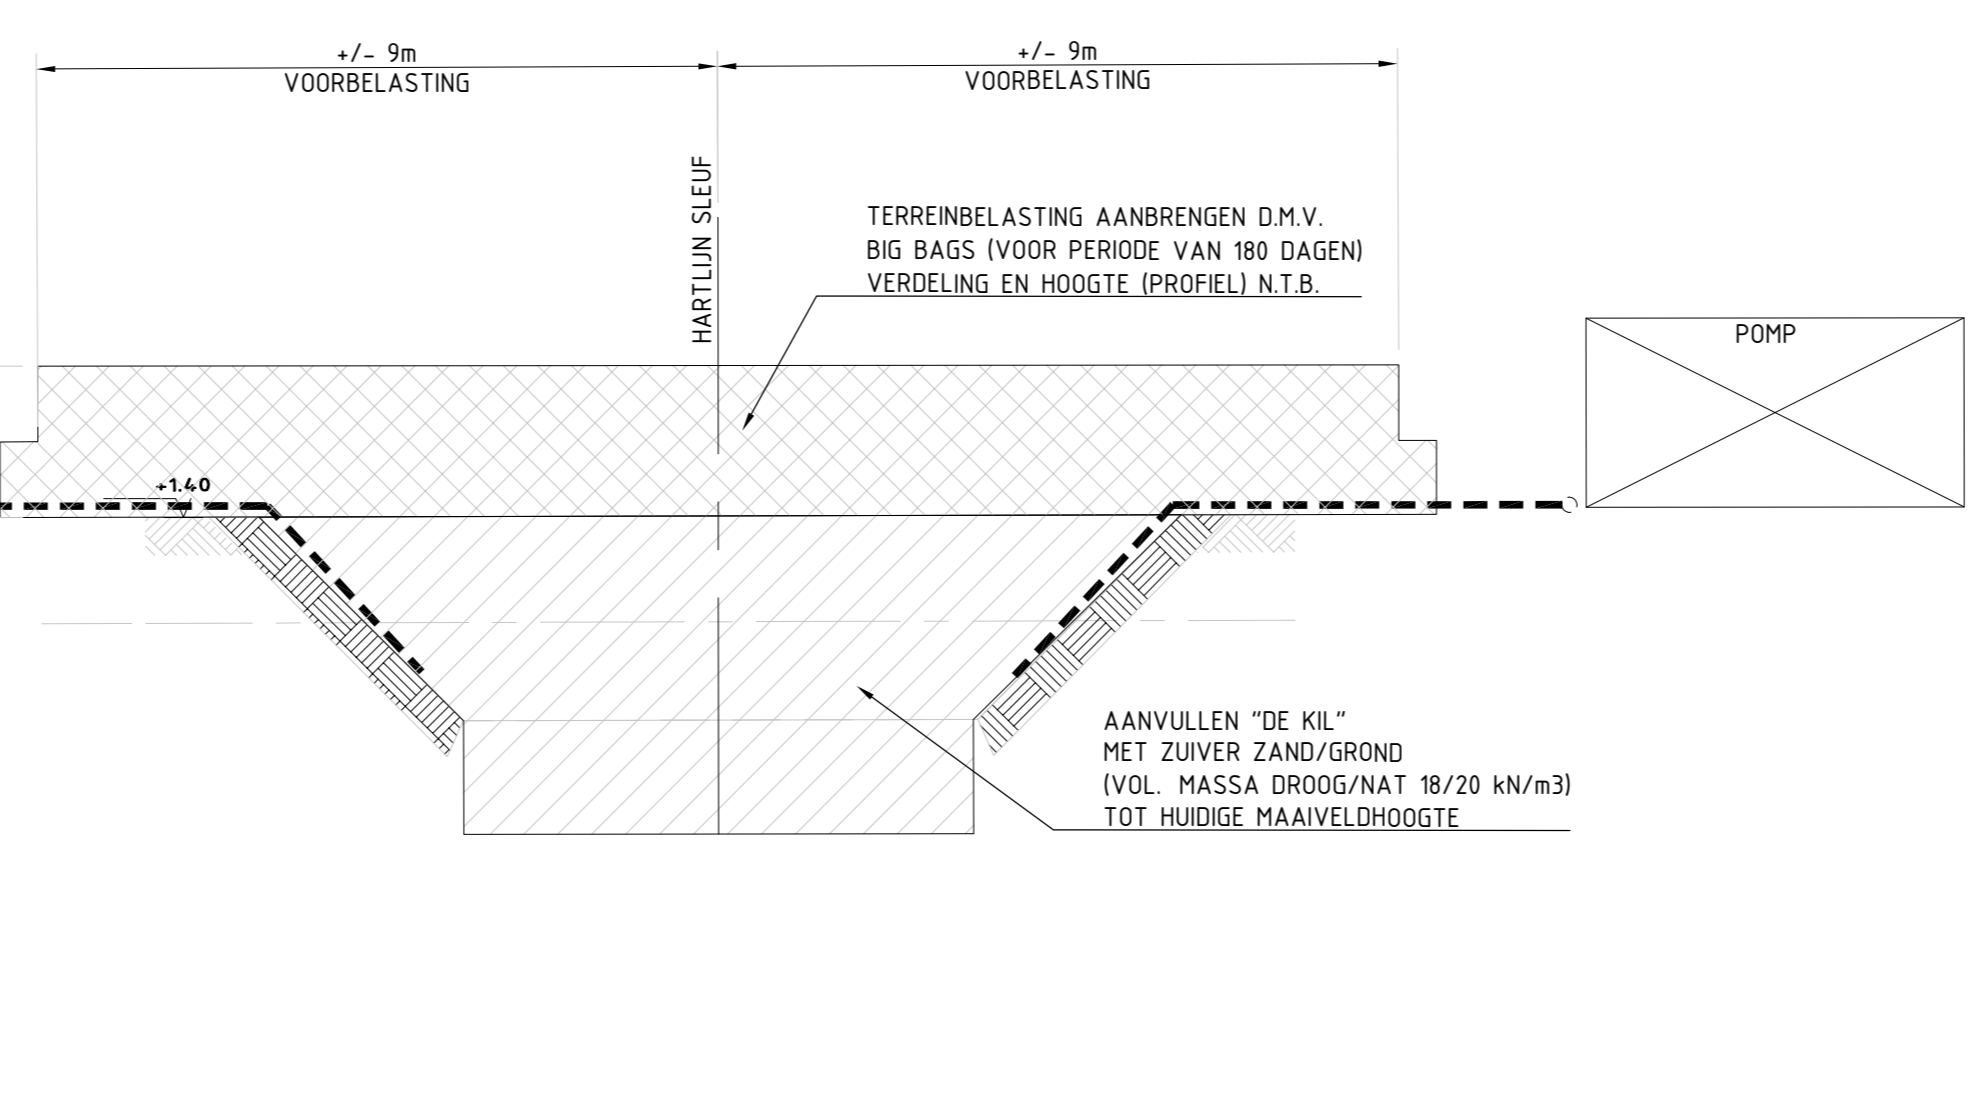 +/- 9m
VOORBELASTING
+/- 9m
VOORBELASTING
HARTLIJN SLEUF
TERREINBELASTING AANBRENGEN D.M.V.
BIG BAGS (VOOR PERIODE VAN 180 DAGEN)
VERDELING EN HOOGTE (PROFIEL) N.T.B.
POMP
+1.40
AANVULLEN "DE KIL"
MET ZUIVER ZAND/GROND
(VOL. MASSA DROOG/NAT 18/20 kN/m3)
TOT HUIDIGE MAAIVELDHOOGTE